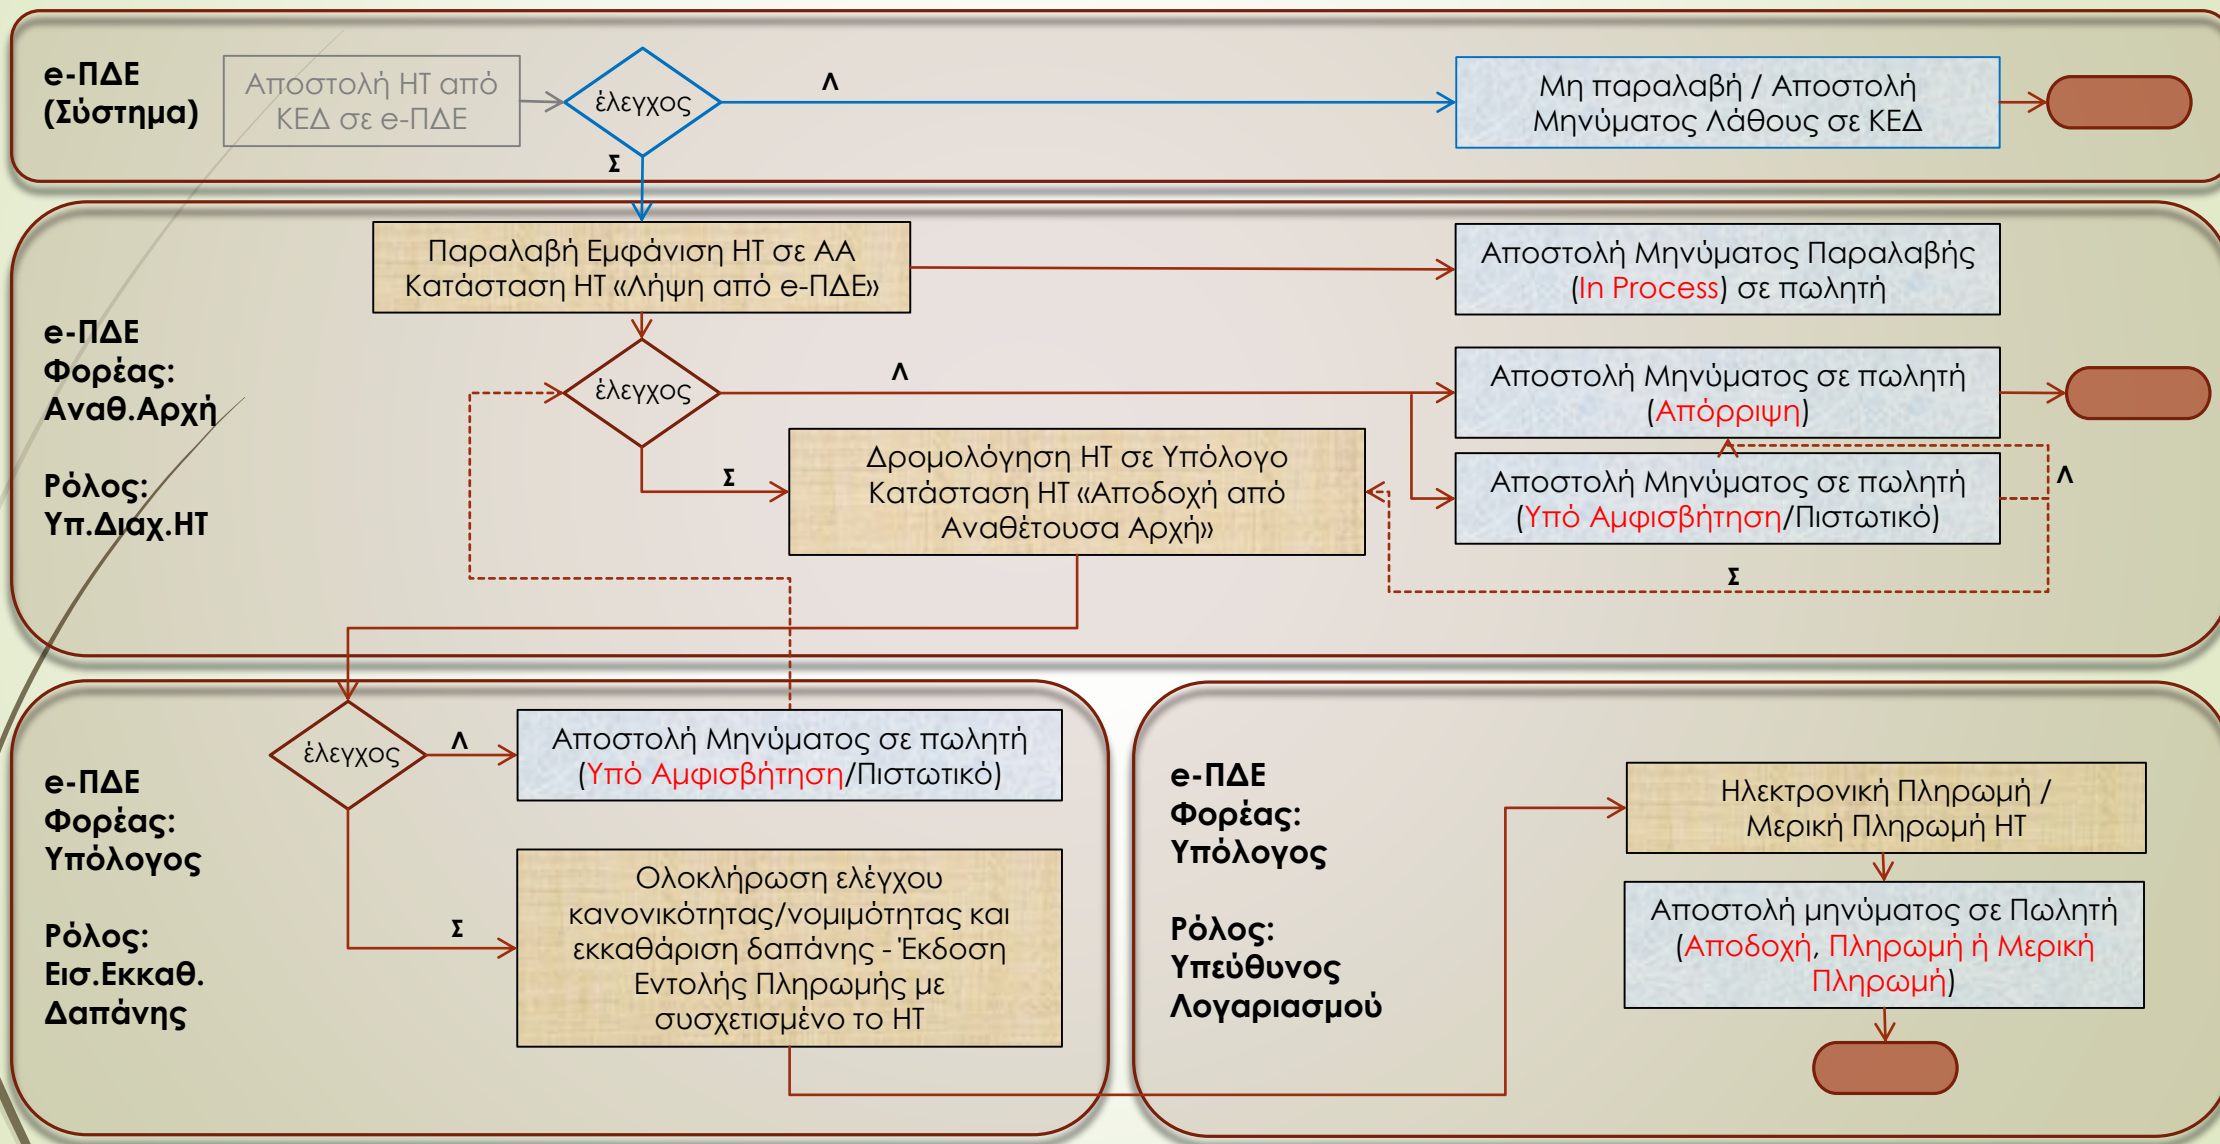 e-ΠΔΕ
(Σύστημα)
Αποστολή ΗΤ από
ΚΕΔ σε e-ΠΔΕ
έλεγχος
Λ
Σ
Μη παραλαβή / Αποστολή
Μηνύματος Λάθους σε ΚΕΔ
e-ΠΔΕ
Φορέας:
Αναθ.Αρχή
Ρόλος:
Υπ.Διαχ.ΗΤ
Παραλαβή Εμφάνιση ΗΤ σε ΑΑ
Κατάσταση ΗΤ «Λήψη από e-ΠΔΕ»
Αποστολή Μηνύματος Παραλαβής
(In Process) σε πωλητή
έλεγχος
Λ
Αποστολή Μηνύματος σε πωλητή
(Απόρριψη)
Σ
Δρομολόγηση ΗΤ σε Υπόλογο
Κατάσταση ΗΤ «Αποδοχή από
Αναθέτουσα Αρχή»
Αποστολή Μηνύματος σε πωλητή
(Υπό Αμφισβήτηση/Πιστωτικό)
Λ
Σ
e-ΠΔΕ
Φορέας:
Υπόλογος
Ρόλος:
Εισ.Εκκαθ.
Δαπάνης
έλεγχος
Λ
Αποστολή Μηνύματος σε πωλητή
(Υπό Αμφισβήτηση/Πιστωτικό)
Σ
Ολοκλήρωση ελέγχου
κανονικότητας/νομιμότητας και
εκκαθάριση δαπάνης - Έκδοση
Εντολής Πληρωμής με
συσχετισμένο το ΗΤ
e-ΠΔΕ
Φορέας:
Υπόλογος
Ρόλος:
Υπεύθυνος
Λογαριασμού
Ηλεκτρονική Πληρωμή /
Μερική Πληρωμή ΗΤ
Αποστολή μηνύματος σε Πωλητή
(Αποδοχή, Πληρωμή ή Μερική
Πληρωμή)